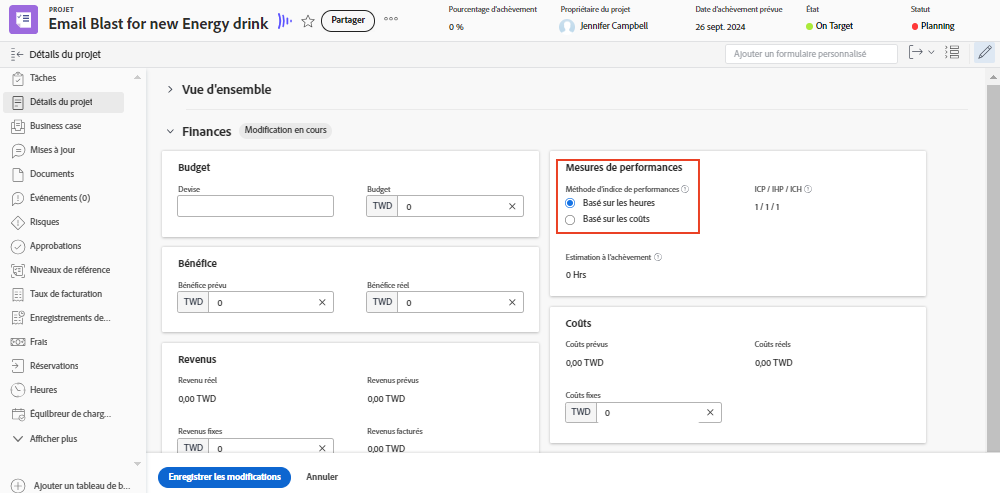 PROJET
Email Blast for new Energy drink
Partager
Pourcentage d'achèvement
0 %
Propriétaire du projet
Jennifer Campbell
Date d'achèvement prévue
26 sept. 2024
État
On Target
Statut
Planning
Détails du projet
Ajouter un formulaire personnalisé
Tâches
Détails du projet
Business case
Mises à jour
Documents
Événements (0)
Risques
Approbations
Niveaux de référence
Taux de facturation
Enregistrements de...
Frais
Réservations
Heures
Équilbreur de charg...
Afficher plus
Ajouter un tableau de b...
Vue d'ensemble
Finances
Modification en cours
Budget
Devise
Budget
TWD
0
Bénéfice
Bénéfice prévu
TWD
0
Bénéfice réel
TWD
0
Revenus
Revenu réel
0,00 TWD
Revenus prévus
0,00 TWD
Revenus fixes
TWD
0
Revenus facturés
0,00 TWD
Mesures de performances
Méthode d'indice de performances
Basé sur les heures
Basé sur les coûts
ICP / IHP / ICH
1 / 1 / 1
Estimation à l'achèvement
0 Hrs
Coûts
Coûts prévus
0,00 TWD
Coûts réels
0,00 TWD
Coûts fixes
TWD
0
Enregistrer les modifications
Annuler